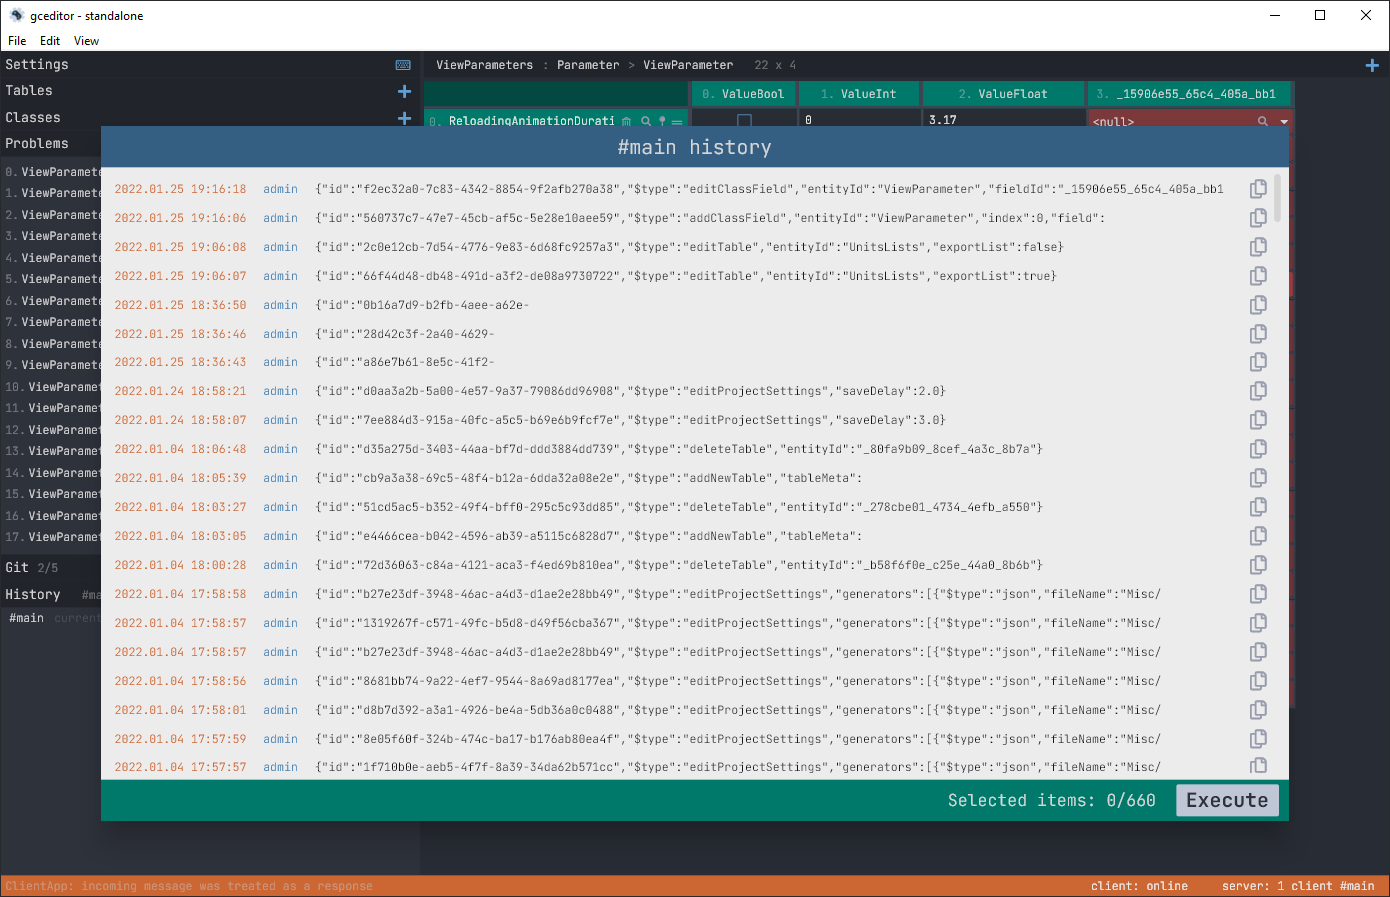 gceditor - standalone
File Edit View
Settings
Tables
Classes
Problems
ViewParameters : Parameter > ViewParameter 22 x 4
0. ValueBool 1. ValueInt 2. ValueFloat 3. _15906e55_65c4_405a_bb1
0. ReloadingAnimationDurati 0 3.17 <null>
#main history
0. ViewParamete
1. ViewParamete
2. ViewParamete
3. ViewParamete
4. ViewParamete
5. ViewParamete
6. ViewParamete
7. ViewParamete
8. ViewParamete
9. ViewParamete
10. ViewParamet
11. ViewParamet
12. ViewParamet
13. ViewParamet
14. ViewParamet
15. ViewParamet
16. ViewParamet
17. ViewParamet
Git 2/5
History #ma
#main current
2022.01.25 19:16:18 admin {"id":"f2ec32a0-7c83-4342-8854-9f2afb270a38","$type":"editClassField","entityId":"ViewParameter","fieldId":"_15906e55_65c4_405a_bb1
2022.01.25 19:16:06 admin {"id":"560737c7-47e7-45cb-af5c-5e28e10aee59","$type":"addClassField","entityId":"ViewParameter","index":0,"field":
2022.01.25 19:06:08 admin {"id":"2c0e12cb-7d54-4776-9e83-6d68fc9257a3","$type":"editTable","entityId":"UnitsLists","exportList":false}
2022.01.25 19:06:07 admin {"id":"66f44d48-db48-491d-a3f2-de08a9730722","$type":"editTable","entityId":"UnitsLists","exportList":true}
2022.01.25 18:36:50 admin {"id":"0b16a7d9-b2fb-4aee-a62e-
2022.01.25 18:36:46 admin {"id":"28d42c3f-2a40-4629-
2022.01.25 18:36:43 admin {"id":"a86e7b61-8e5c-41f2-
2022.01.24 18:58:21 admin {"id":"d0aa3a2b-5a00-4e57-9a37-79086dd96908","$type":"editProjectSettings","saveDelay":2.0}
2022.01.24 18:58:07 admin {"id":"7ee884d3-915a-40fc-a5c5-b69e6b9fcf7e","$type":"editProjectSettings","saveDelay":3.0}
2022.01.04 18:06:48 admin {"id":"d35a275d-3403-44aa-bf7d-ddd3884dd739","$type":"deleteTable","entityId":"_80fa9b09_8cef_4a3c_8b7a"}
2022.01.04 18:05:39 admin {"id":"cb9a3a38-69c5-48f4-b12a-6dda32a08e2e","$type":"addNewTable","tableMeta":
2022.01.04 18:03:27 admin {"id":"51cd5ac5-b352-49f4-bff0-295c5c93dd85","$type":"deleteTable","entityId":"_278cbe01_4734_4efb_a550"}
2022.01.04 18:03:05 admin {"id":"e4466cea-b042-4596-ab39-a5115c6828d7","$type":"addNewTable","tableMeta":
2022.01.04 18:00:28 admin {"id":"72d36063-c84a-4121-aca3-f4ed69b810ea","$type":"deleteTable","entityId":"_b58f6f0e_c25e_44a0_8b6b"}
2022.01.04 17:58:58 admin {"id":"b27e23df-3948-46ac-a4d3-d1ae2e28bb49","$type":"editProjectSettings","generators":[{"$type":"json","fileName":"Misc/
2022.01.04 17:58:57 admin {"id":"1319267f-c571-49fc-b5d8-d49f56cba367","$type":"editProjectSettings","generators":[{"$type":"json","fileName":"Misc/
2022.01.04 17:58:57 admin {"id":"b27e23df-3948-46ac-a4d3-d1ae2e28bb49","$type":"editProjectSettings","generators":[{"$type":"json","fileName":"Misc/
2022.01.04 17:58:56 admin {"id":"8681bb74-9a22-4ef7-9544-8a69ad8177ea","$type":"editProjectSettings","generators":[{"$type":"json","fileName":"Misc/
2022.01.04 17:58:01 admin {"id":"d8b7d392-a3a1-4926-be4a-5db36a0c0488","$type":"editProjectSettings","generators":[{"$type":"json","fileName":"Misc/
2022.01.04 17:57:59 admin {"id":"8e05f60f-324b-474c-ba17-b176ab80ea4f","$type":"editProjectSettings","generators":[{"$type":"json","fileName":"Misc/
2022.01.04 17:57:57 admin {"id":"1f710b0e-aeb5-4f7f-8a39-34da62b571cc","$type":"editProjectSettings","generators":[{"$type":"json","fileName":"Misc/
Selected items: 0/660 Execute
ClientApp: incoming message was treated as a response client: online server: 1 client #main